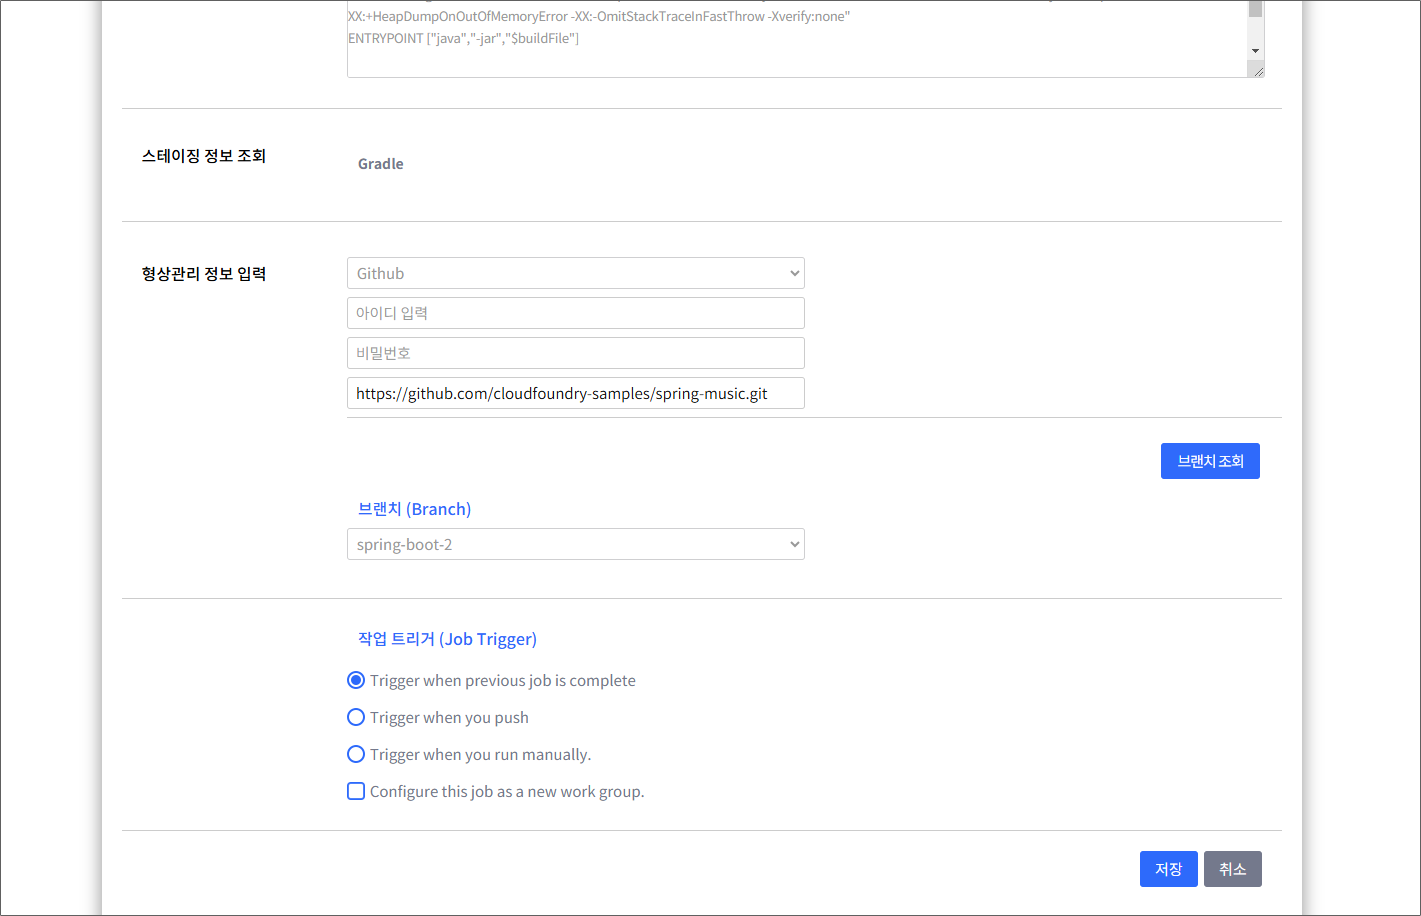 XX:+HeapDumpOnOutOfMemoryError -XX:-OmitStackTraceInFastThrow -Xverify:none"
ENTRYPOINT ["java","-jar","$buildFile"]
스테이징 정보 조회
Gradle
형상관리 정보 입력
Github
아이디 입력
비밀번호
https://github.com/cloudfoundry-samples/spring-music.git
브랜치 조회
브랜치 (Branch)
spring-boot-2
작업 트리거 (Job Trigger)
Trigger when previous job is complete
Trigger when you push
Trigger when you run manually.
Configure this job as a new work group.
저장 취소